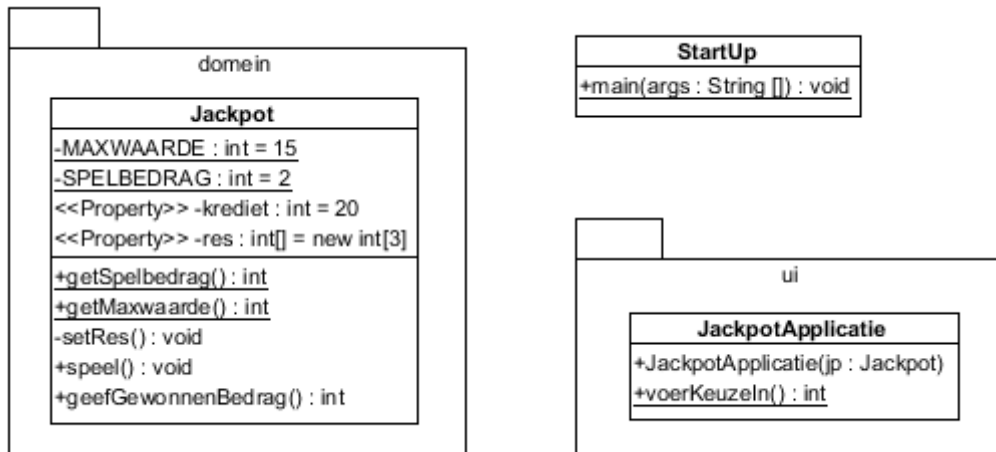 domein
Jackpot
-MAXWAARDE : int = 15
-SPELBEDRAG : int = 2
<<Property>> -krediet : int = 20
<<Property>> -res : int[] = new int[3]
+getSpelbedrag() : int
+getMaxwaarde() : int
-setRes() : void
+speel() : void
+geefGewonnenBedrag() : int
StartUp
+main(args : String []) : void
ui
JackpotApplicatie
+JackpotApplicatie(jp : Jackpot)
+voerKeuzeIn() : int